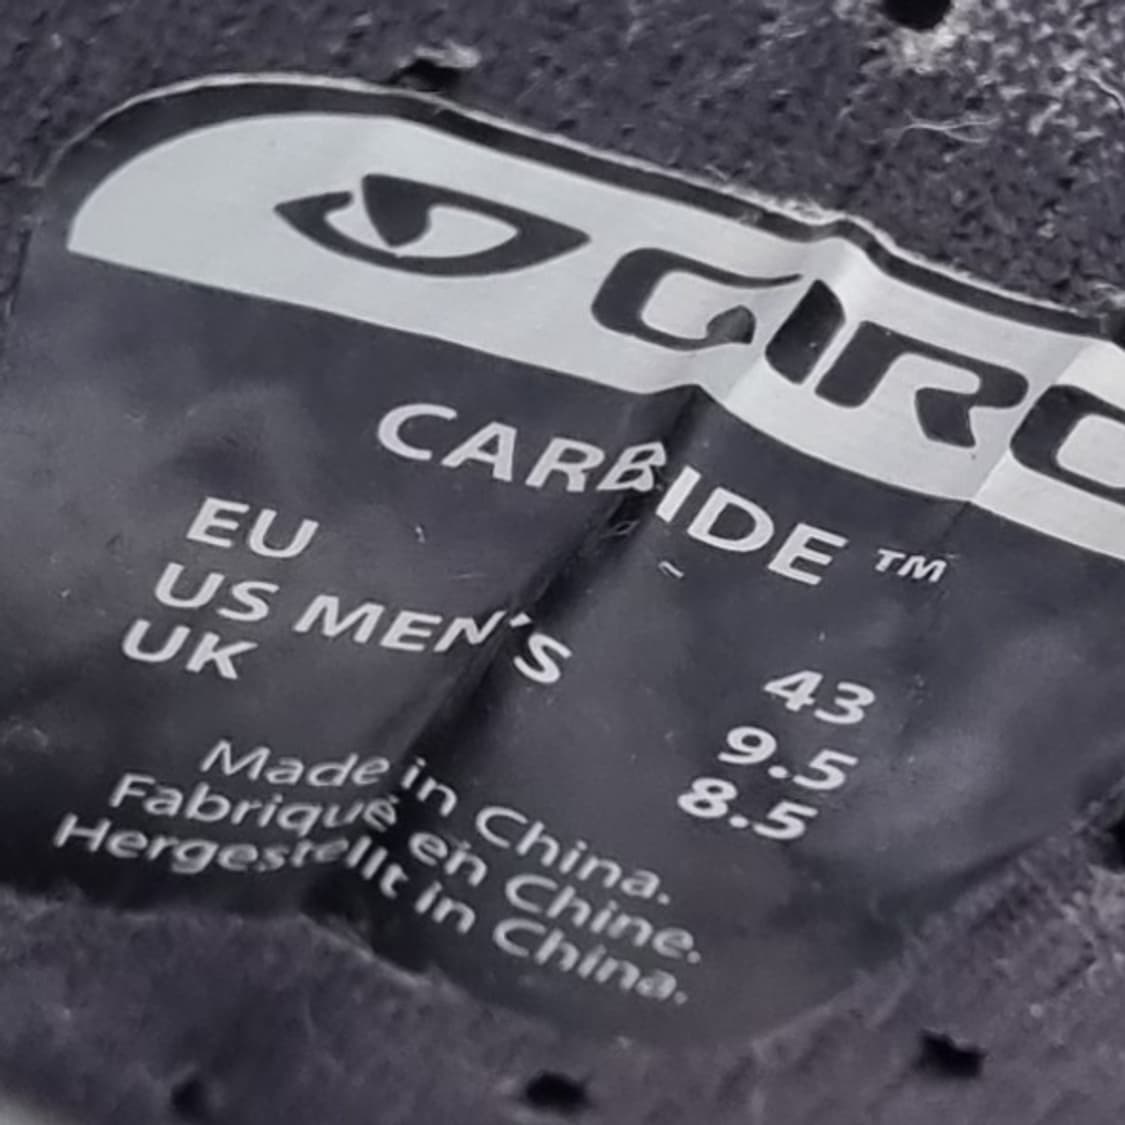 GIRO
CARBIDE™
EU 43
US MEN'S 9.5
UK 8.5
Made in China.
Fabriqué en Chine.
Hergestellt in China.